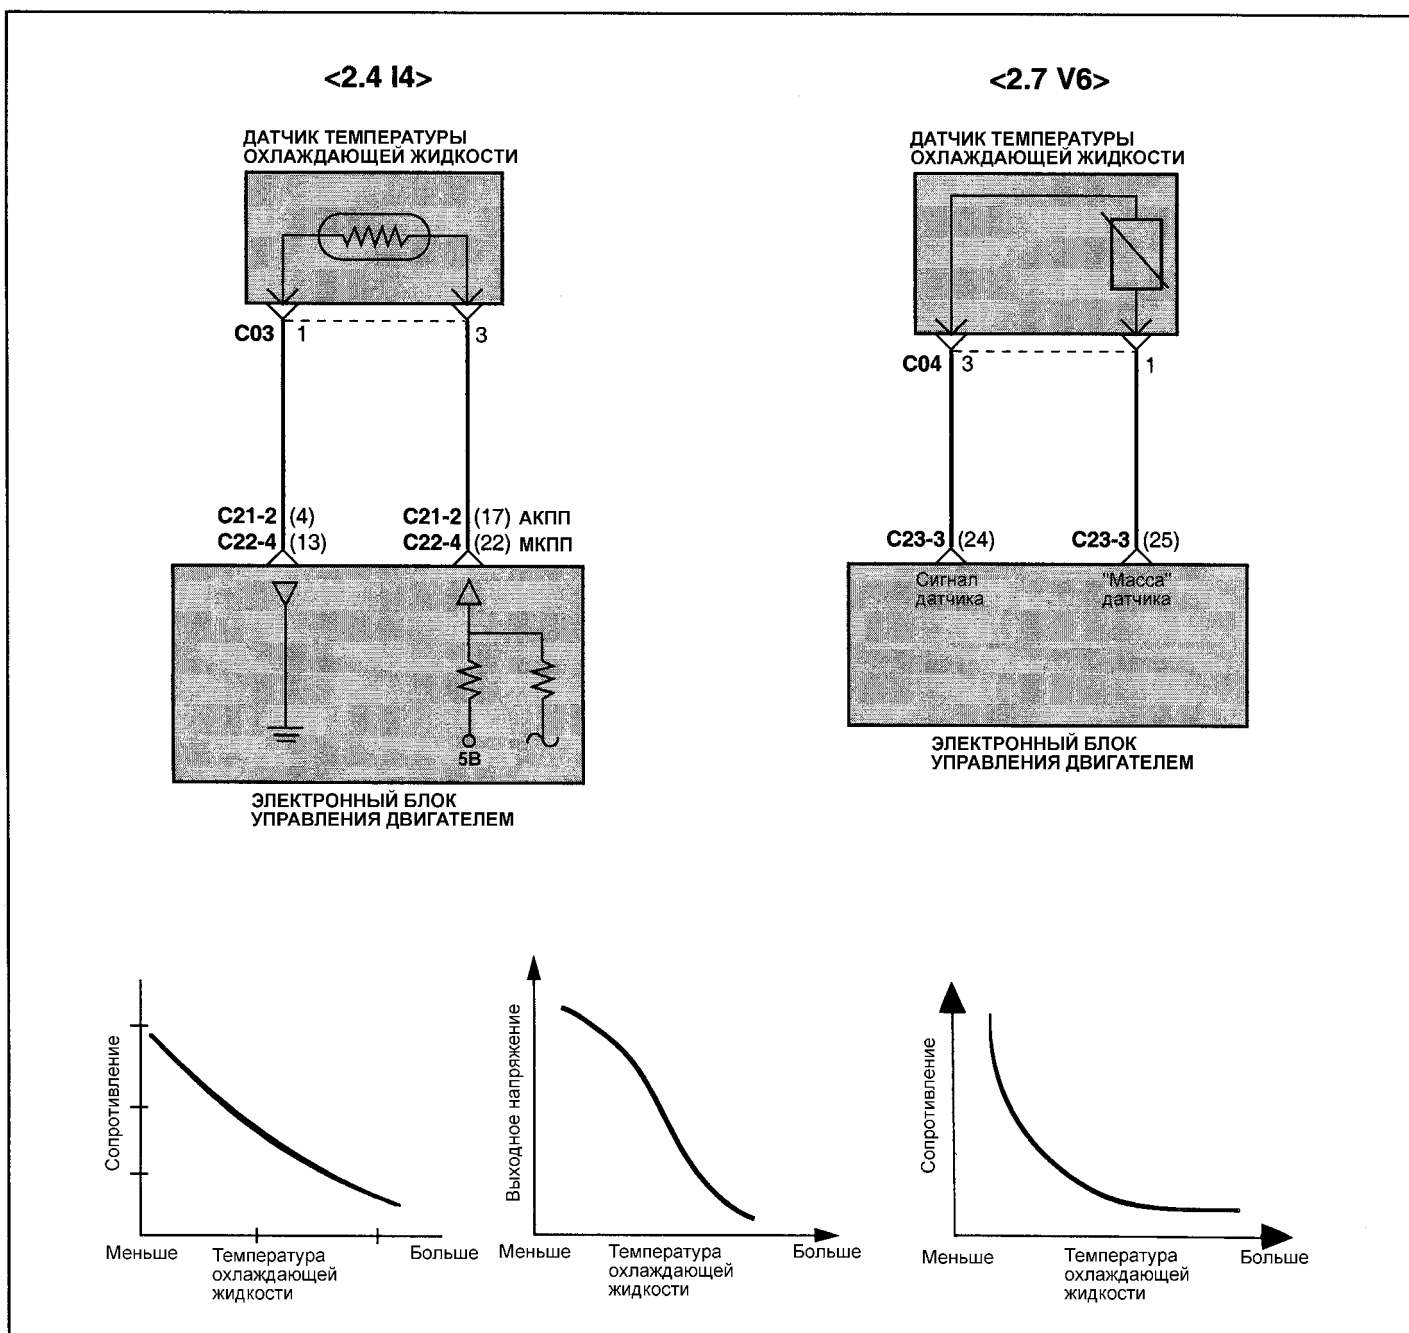 <2.4 I4>
ДАТЧИК ТЕМПЕРАТУРЫ
ОХЛАЖДАЮЩЕЙ ЖИДКОСТИ
C03 1 3
C21-2 (4) C21-2 (17) АКПП
C22-4 (13) C22-4 (22) МКПП
5В
ЭЛЕКТРОННЫЙ БЛОК
УПРАВЛЕНИЯ ДВИГАТЕЛЕМ
<2.7 V6>
ДАТЧИК ТЕМПЕРАТУРЫ
ОХЛАЖДАЮЩЕЙ ЖИДКОСТИ
C04 3 1
C23-3 (24) C23-3 (25)
Сигнал
датчика
"Масса"
датчика
ЭЛЕКТРОННЫЙ БЛОК
УПРАВЛЕНИЯ ДВИГАТЕЛЕМ
Сопротивление
Меньше
Температура
охлаждающей
жидкости
Больше
Выходное напряжение
Меньше
Температура
охлаждающей
жидкости
Больше
Сопротивление
Меньше
Температура
охлаждающей
жидкости
Больше